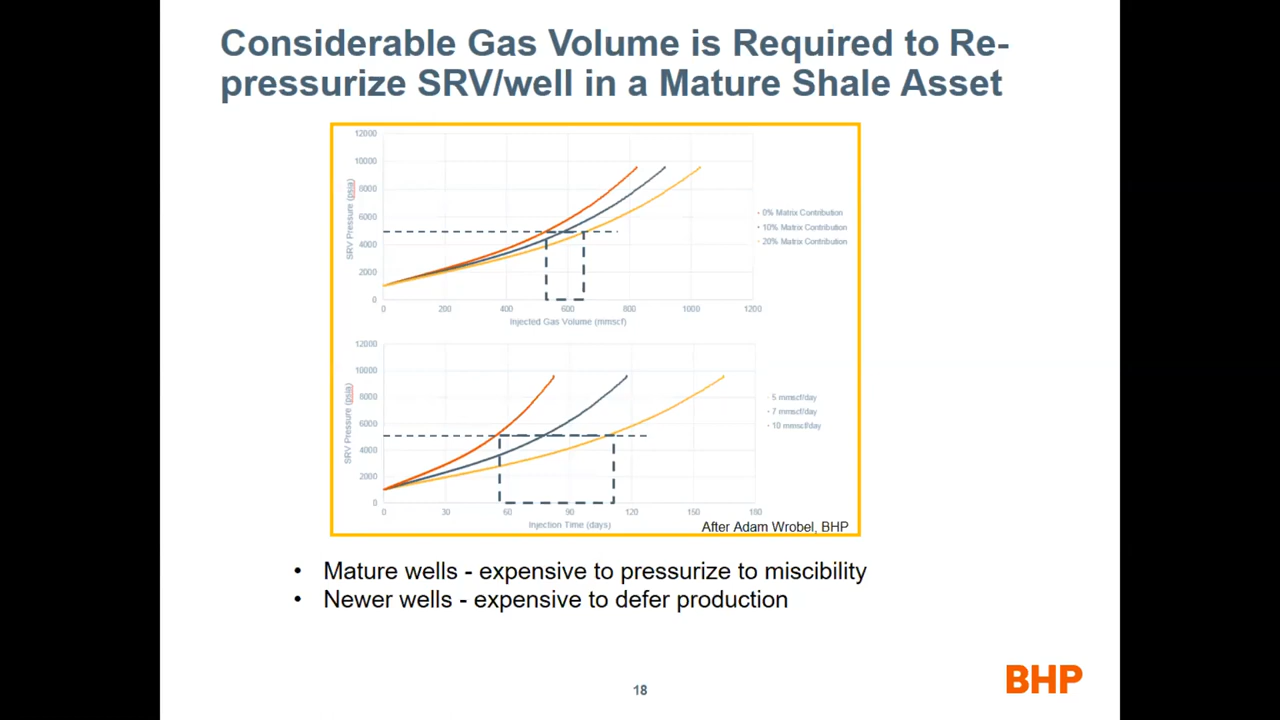 Considerable Gas Volume is Required to Re-
pressurize SRV/well in a Mature Shale Asset
12000
10000
8000
6000
4000
2000
0
SRV Pressure (psia)
0 200 400 600 800 1000 1200
Injected Gas Volume (mmscf)
0% Matrix Contribution
10% Matrix Contribution
20% Matrix Contribution
12000
10000
8000
6000
4000
2000
0
SRV Pressure (psia)
0 30 60 90 120 150 180
Injection Time (days)
5 mmscf/day
7 mmscf/day
10 mmscf/day
After Adam Wrobel, BHP
• Mature wells - expensive to pressurize to miscibility
• Newer wells - expensive to defer production
18
BHP